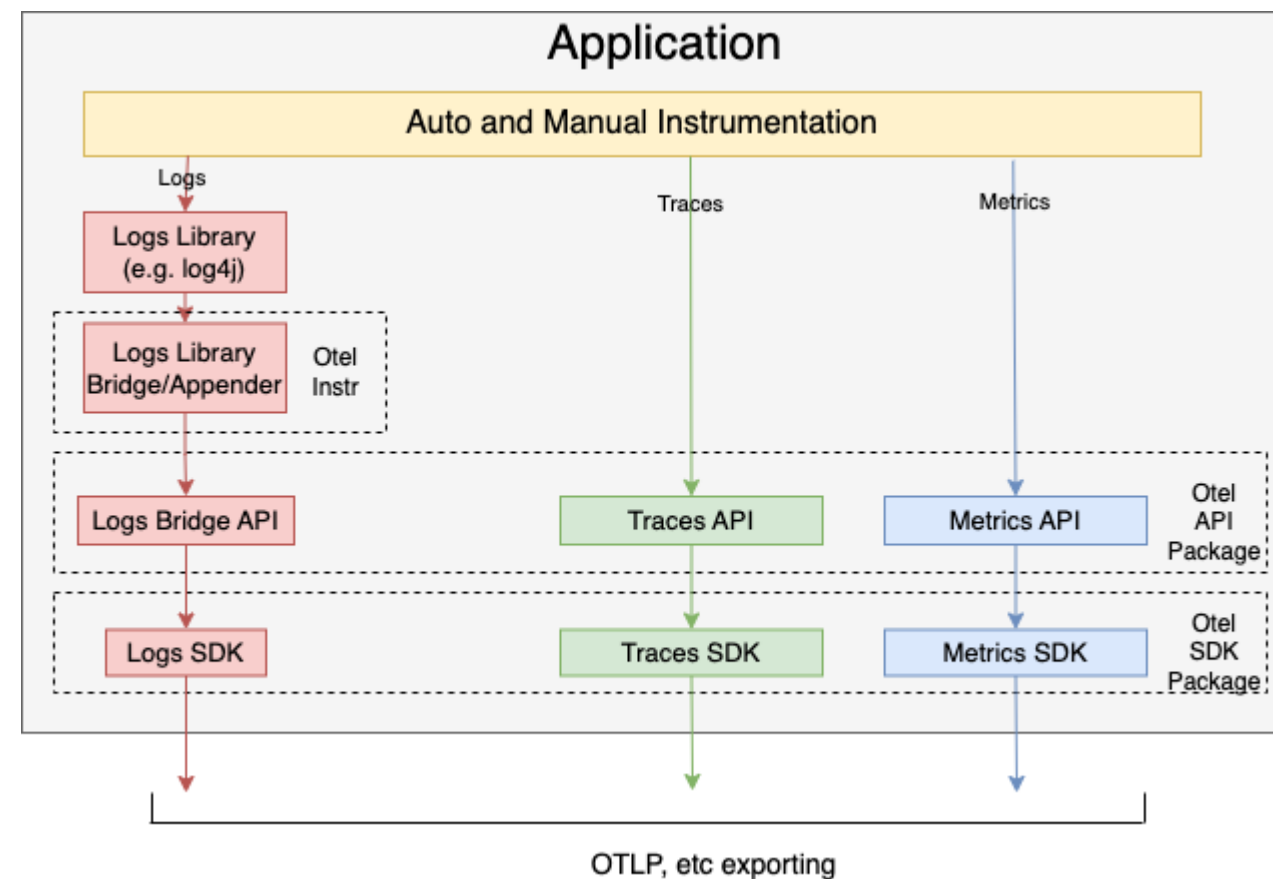 Application
Auto and Manual Instrumentation
Logs
Traces
Metrics
Logs Library
(e.g. log4j)
Logs Library
Bridge/Appender
Otel
Instr
Logs Bridge API
Traces API
Metrics API
Otel
API
Package
Logs SDK
Traces SDK
Metrics SDK
Otel
SDK
Package
OTLP, etc exporting